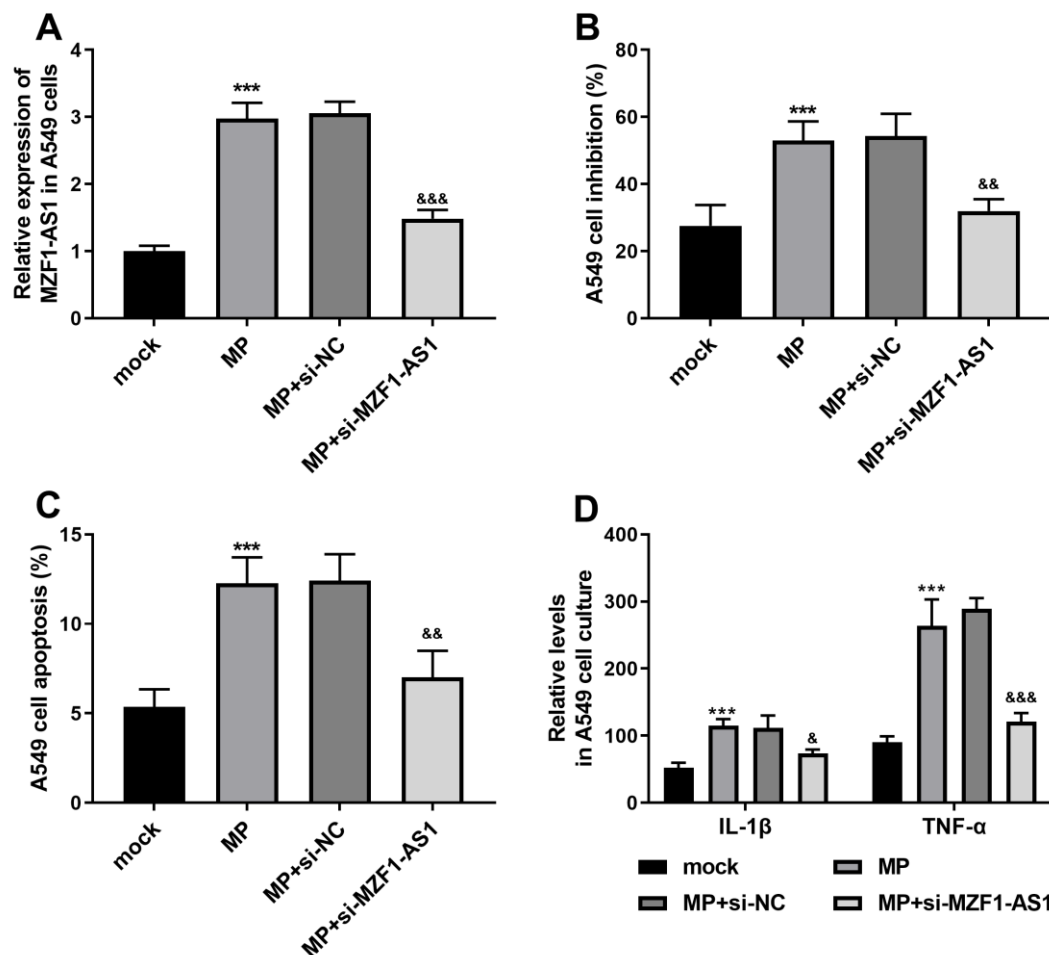 A
Relative expression of
MZF1-AS1 in A549 cells
4
3
2
1
0
***
&&&
mock
MP
MP+si-NC
MP+si-MZF1-AS1
B
A549 cell inhibition (%)
80
60
40
20
0
***
&&
mock
MP
MP+si-NC
MP+si-MZF1-AS1
C
A549 cell apoptosis (%)
15
10
5
0
***
&&
mock
MP
MP+si-NC
MP+si-MZF1-AS1
D
Relative levels
in A549 cell culture
400
300
200
100
0
***
&
***
&&&
IL-1β
TNF-α
mock
MP
MP+si-NC
MP+si-MZF1-AS1